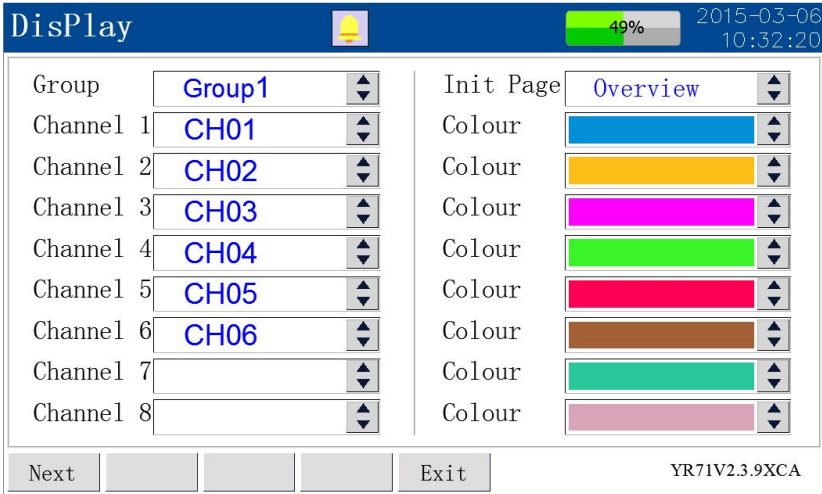 DisPlay 49% 2015-03-06
10:32:20
Group Group1 Init Page Overview
Channel 1 CH01 Colour
Channel 2 CH02 Colour
Channel 3 CH03 Colour
Channel 4 CH04 Colour
Channel 5 CH05 Colour
Channel 6 CH06 Colour
Channel 7 Colour
Channel 8 Colour
Next Exit YR71V2.3.9XCA